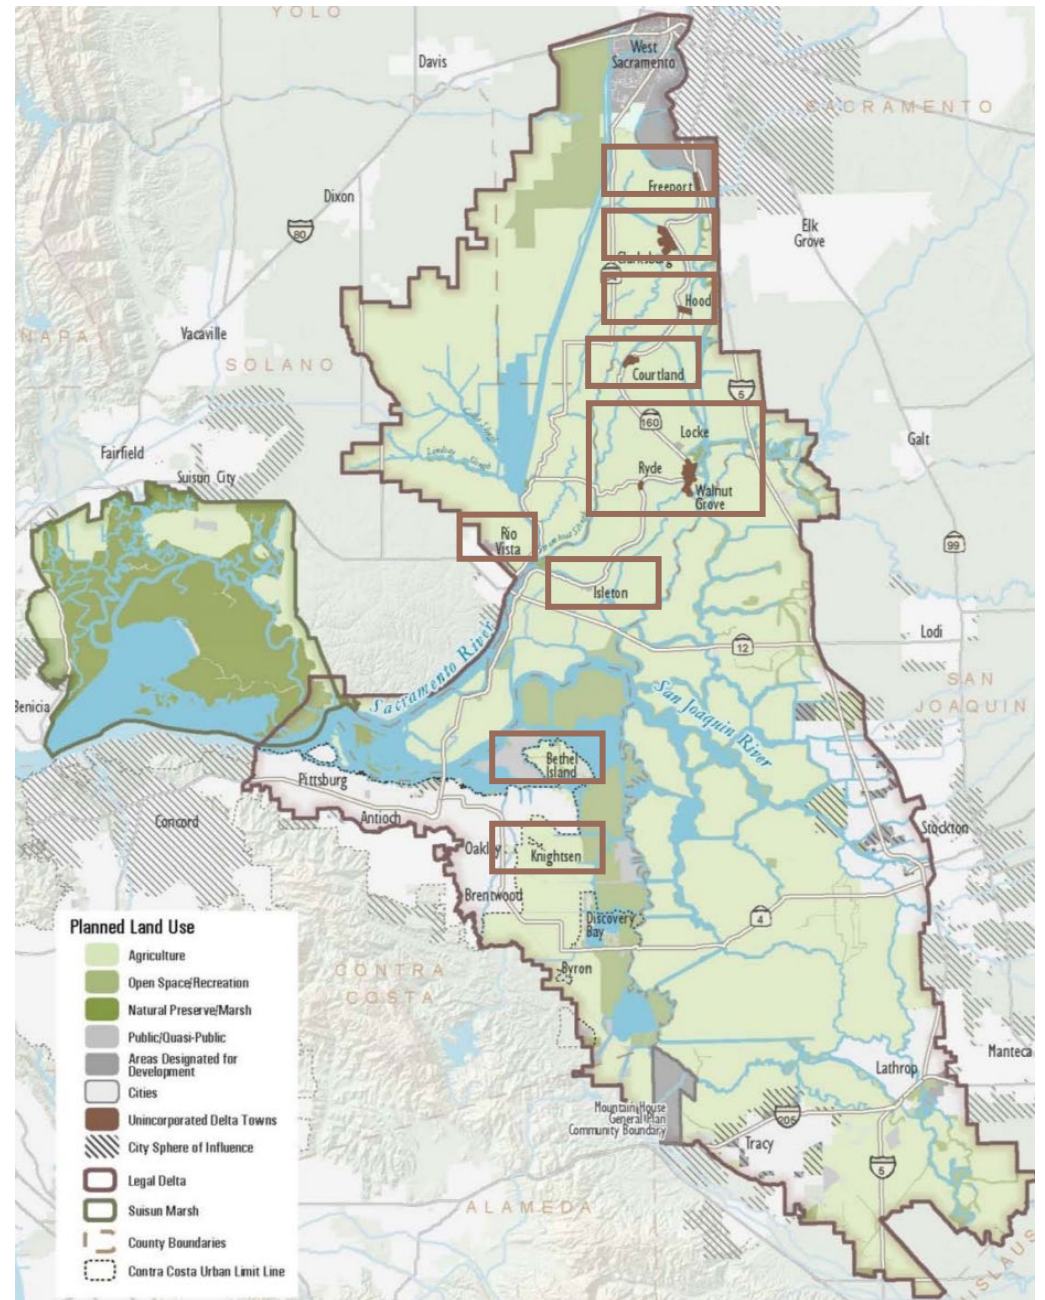 YOLO
West
Sacramento
Davis
SACRAMENTO
Freeport
Dixon
80
Elk
Grove
Clarksburg
Hood
NAPA
Vacaville
SOLANO
Courtland
5
160
Locke
Fairfield
Galt
Suisun City
Ryde
Walnut
Grove
Rio
Vista
99
Isleton
Lodi
12
Sacramento River
SAN
JOAQUIN
San Joaquin River
Benicia
Bethel
Island
Pittsburg
Antioch
Concord
Stockton
Oakley
Knightsen
Brentwood
4
Discovery
Bay
Byron
CONTRA
COSTA
Manteca
Lathrop
Mountain House
General Plan
Community Boundary
205
Tracy
5
ALAMEDA
Planned Land Use
Agriculture
Open Space/Recreation
Natural Preserve/Marsh
Public/Quasi-Public
Areas Designated for
Development
Cities
Unincorporated Delta Towns
City Sphere of Influence
Legal Delta
Suisun Marsh
County Boundaries
Contra Costa Urban Limit Line